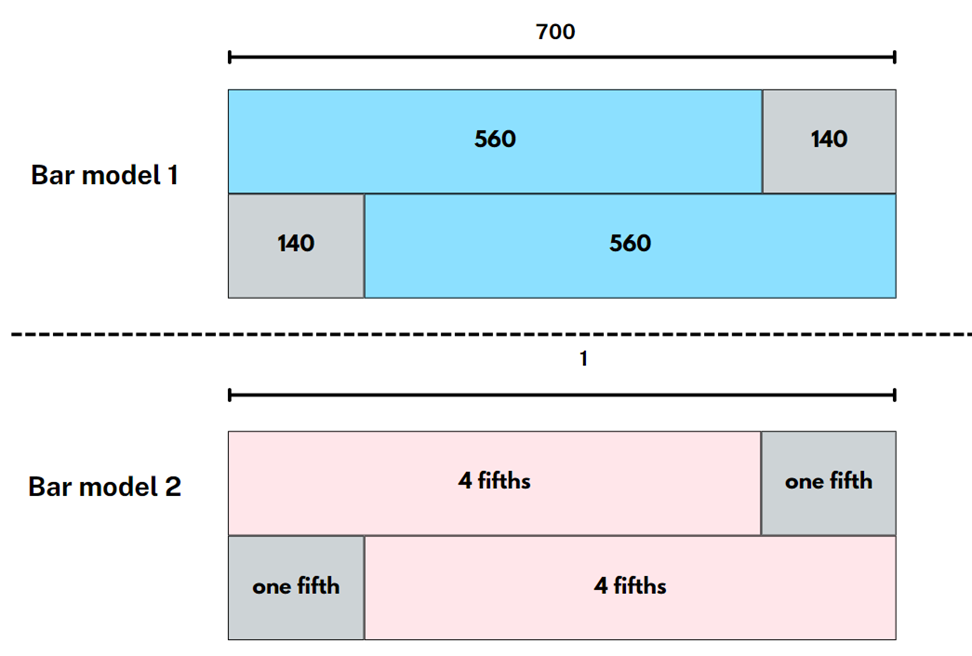 700
560
140
Bar model 1
140
560
1
4 fifths
one fifth
Bar model 2
one fifth
4 fifths